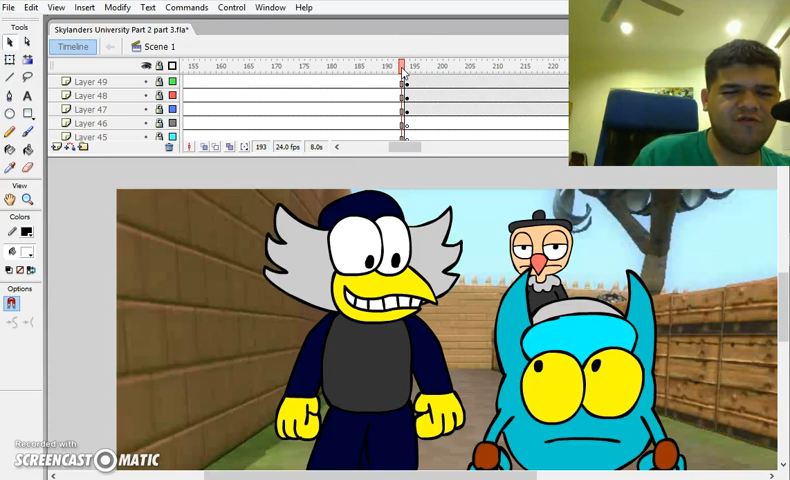 File Edit View Insert Modify Text Commands Control Window Help
Tools
Skylanders University Part 2 part 3.fla*
Timeline
Scene 1
155 160 165 170 175 180 185 190 195 200 205 210 215 220
Layer 49
Layer 48
Layer 47
Layer 46
Layer 45
193 24.0 fps 8.0s
View
Colors
Options
Recorded with
SCREENCAST MATIC